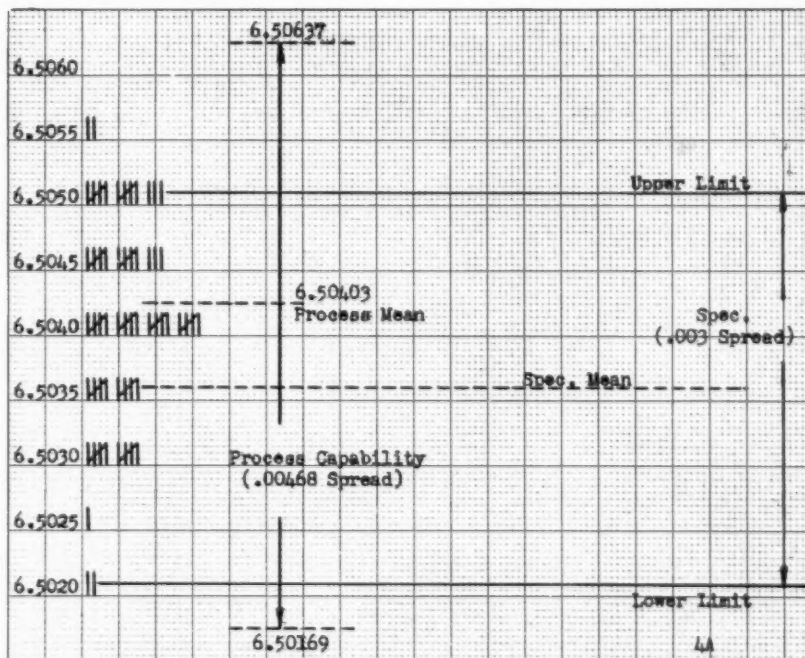 6.50637
6.5060
6.5055
6.5050
Upper Limit
6.5045
6.50403
Process Mean
6.5040
Spec.
(.003 Spread)
6.5035
Spec. Mean
6.5030
Process Capability
(.00468 Spread)
6.5025
6.5020
Lower Limit
6.50169
4A